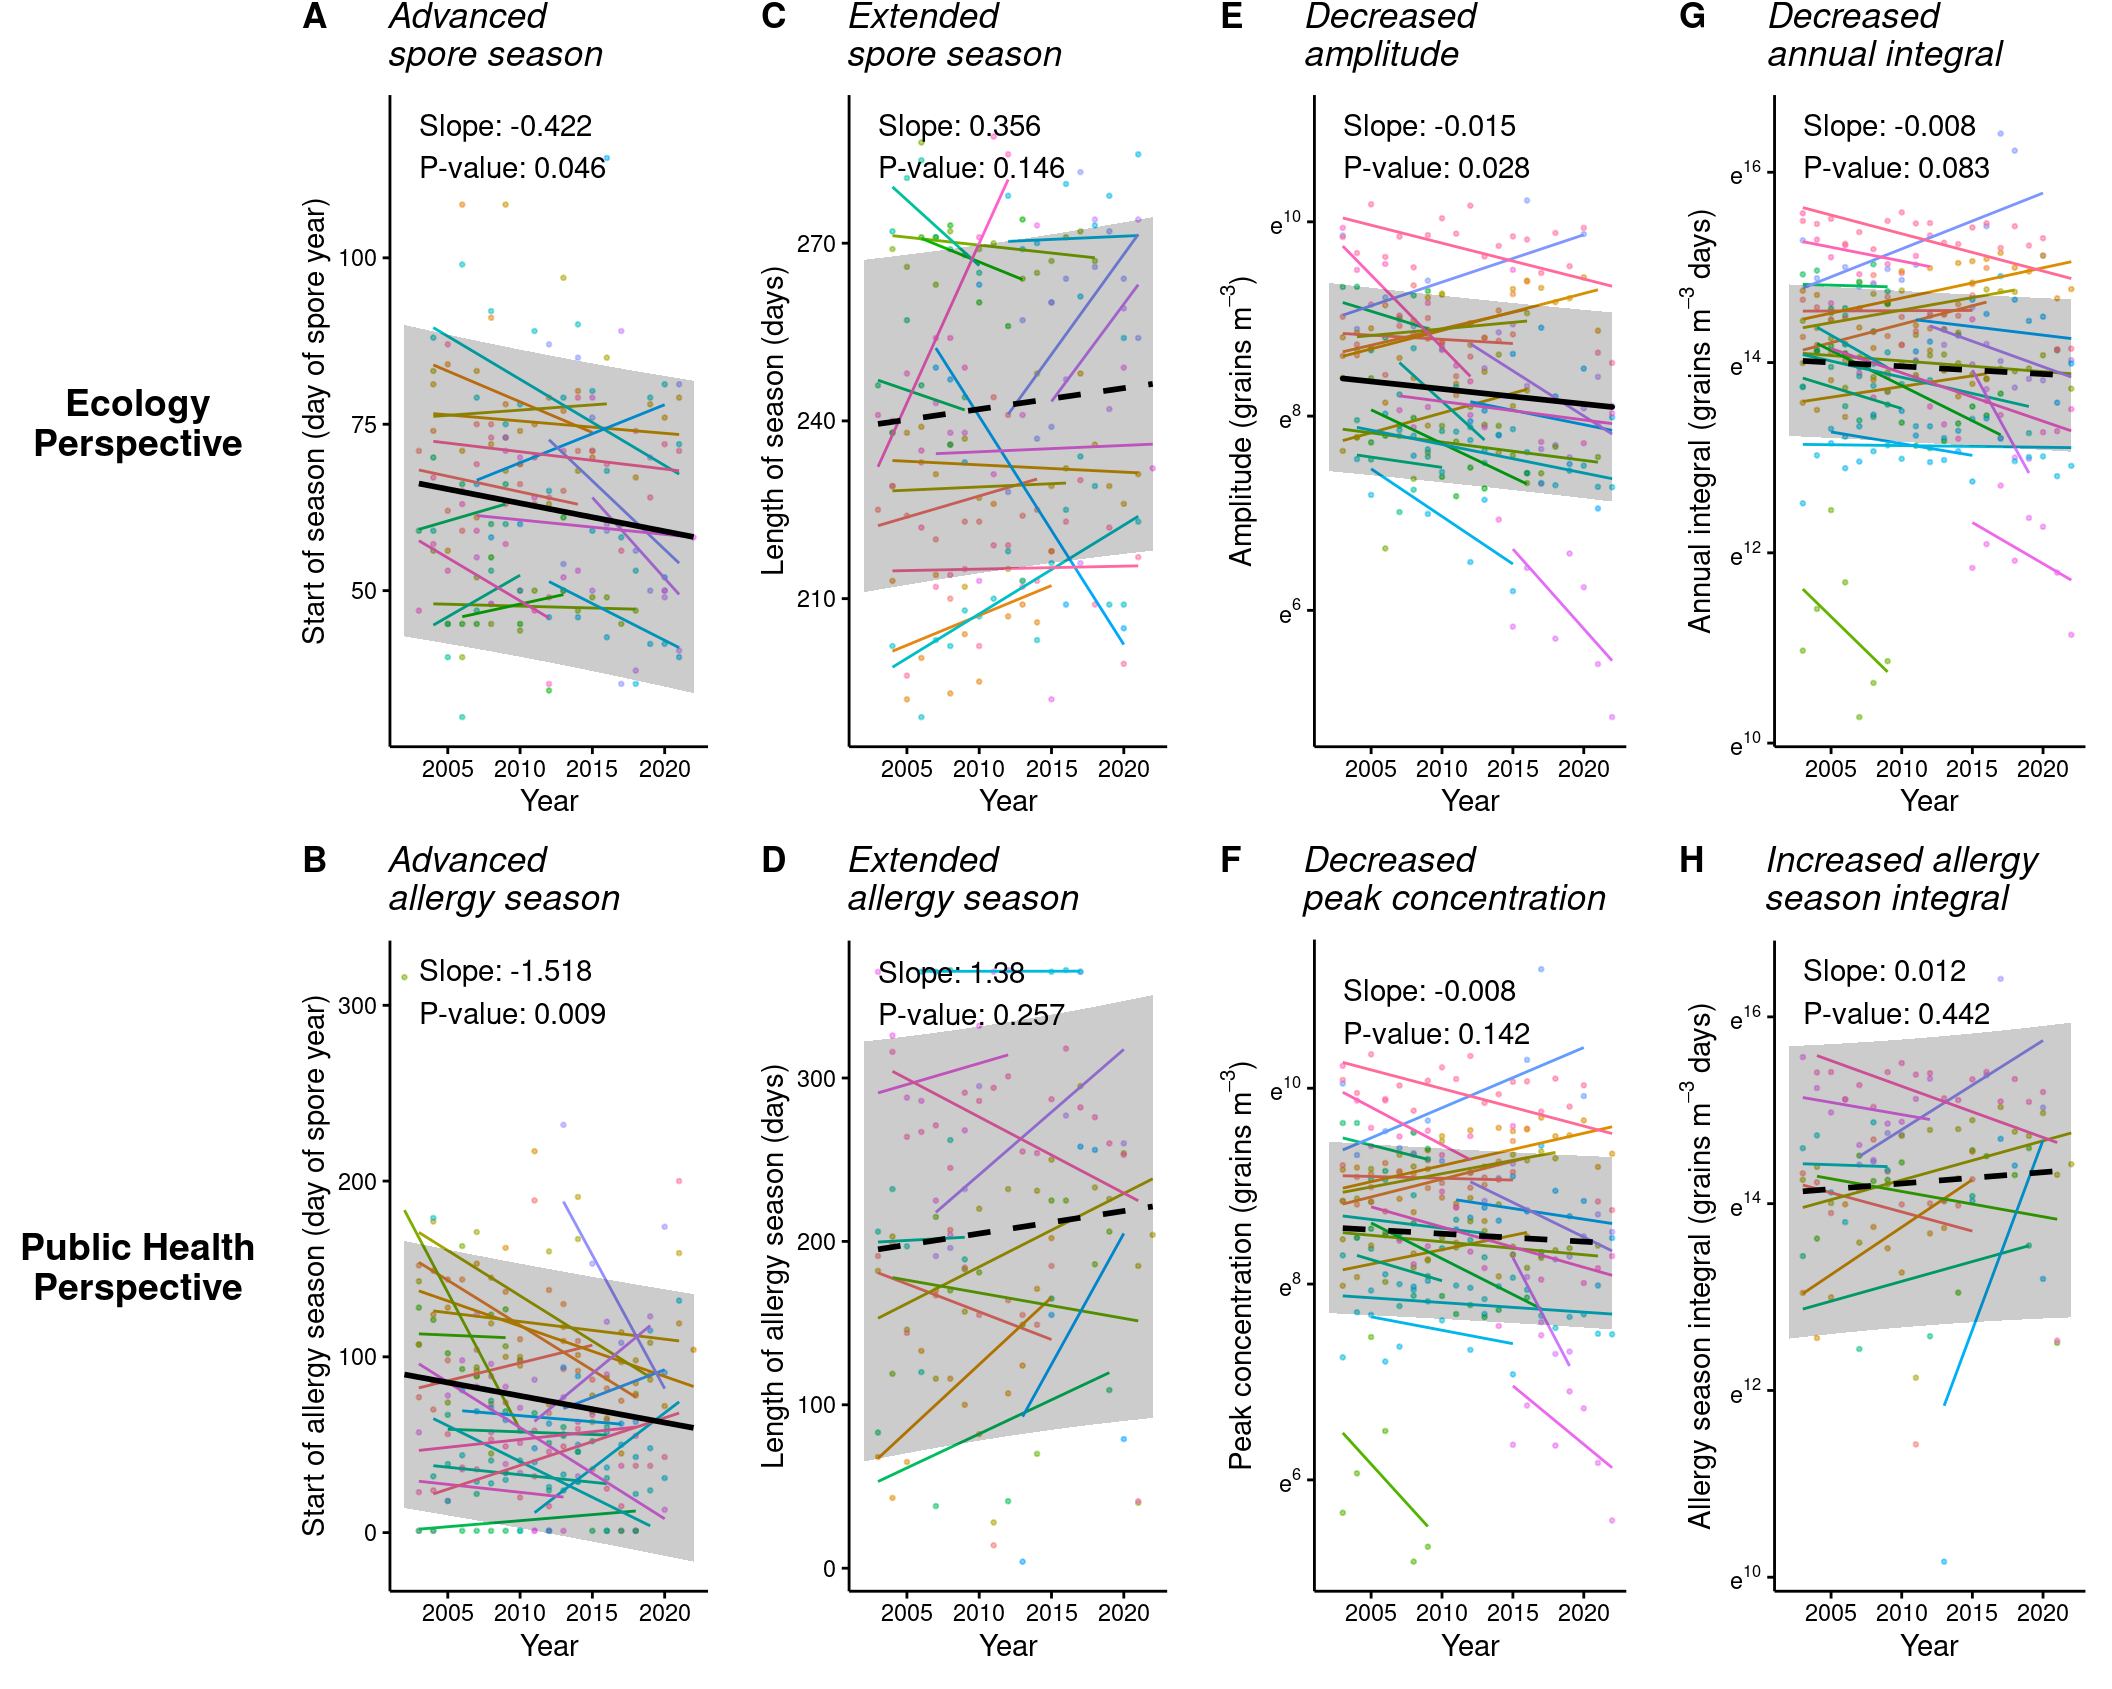 Ecology
Perspective
A
Advanced
spore season
Slope: -0.422
P-value: 0.046
Start of season (day of spore year)
100
75
50
2005 2010 2015 2020
Year
C
Extended
spore season
Slope: 0.356
P-value: 0.146
Length of season (days)
270
240
210
2005 2010 2015 2020
Year
E
Decreased
amplitude
Slope: -0.015
P-value: 0.028
Amplitude (grains m⁻³)
e¹⁰
e⁸
e⁶
2005 2010 2015 2020
Year
G
Decreased
annual integral
Slope: -0.008
P-value: 0.083
Annual integral (grains m⁻³ days)
e¹⁶
e¹⁴
e¹²
e¹⁰
2005 2010 2015 2020
Year
Public Health
Perspective
B
Advanced
allergy season
Slope: -1.518
P-value: 0.009
Start of allergy season (day of spore year)
300
200
100
0
2005 2010 2015 2020
Year
D
Extended
allergy season
Slope: 1.38
P-value: 0.257
Length of allergy season (days)
300
200
100
0
2005 2010 2015 2020
Year
F
Decreased
peak concentration
Slope: -0.008
P-value: 0.142
Peak concentration (grains m⁻³)
e¹⁰
e⁸
e⁶
2005 2010 2015 2020
Year
H
Increased allergy
season integral
Slope: 0.012
P-value: 0.442
Allergy season integral (grains m⁻³ days)
e¹⁶
e¹⁴
e¹²
e¹⁰
2005 2010 2015 2020
Year